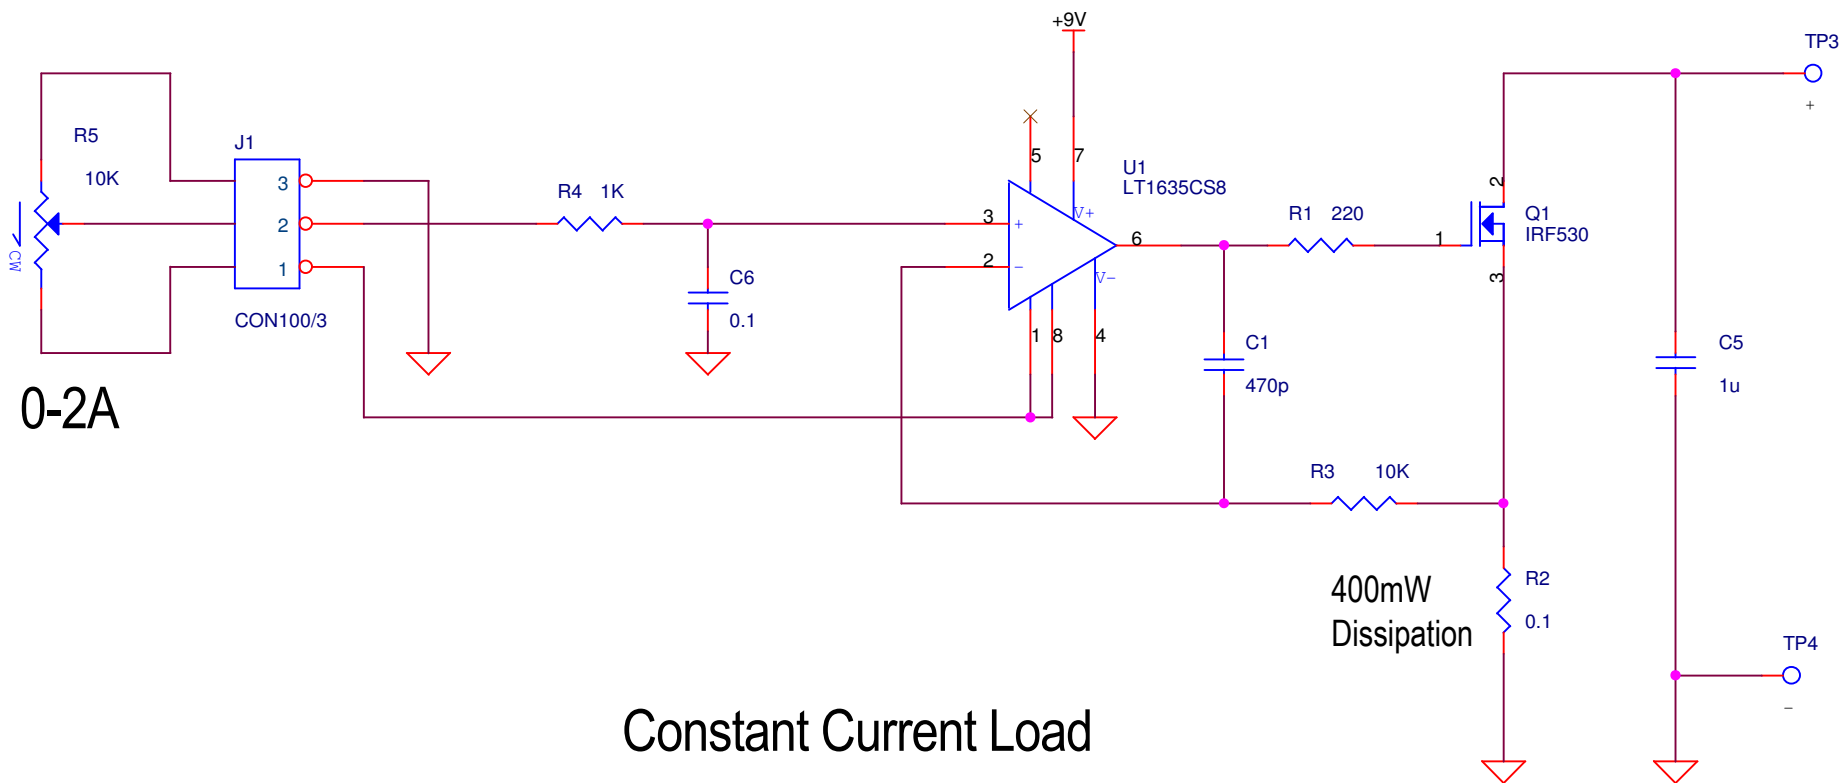 +9V
TP3
+
R5
10K
CW
J1
3
2
1
CON100/3
0-2A
R4 1K
C6
0.1
5
7
U1
LT1635CS8
V+
3
+
2
−
6
V−
1
8
4
R1 220
1
2
Q1
IRF530
3
C1
470p
C5
1u
R3 10K
400mW
Dissipation
R2
0.1
TP4
−
Constant Current Load